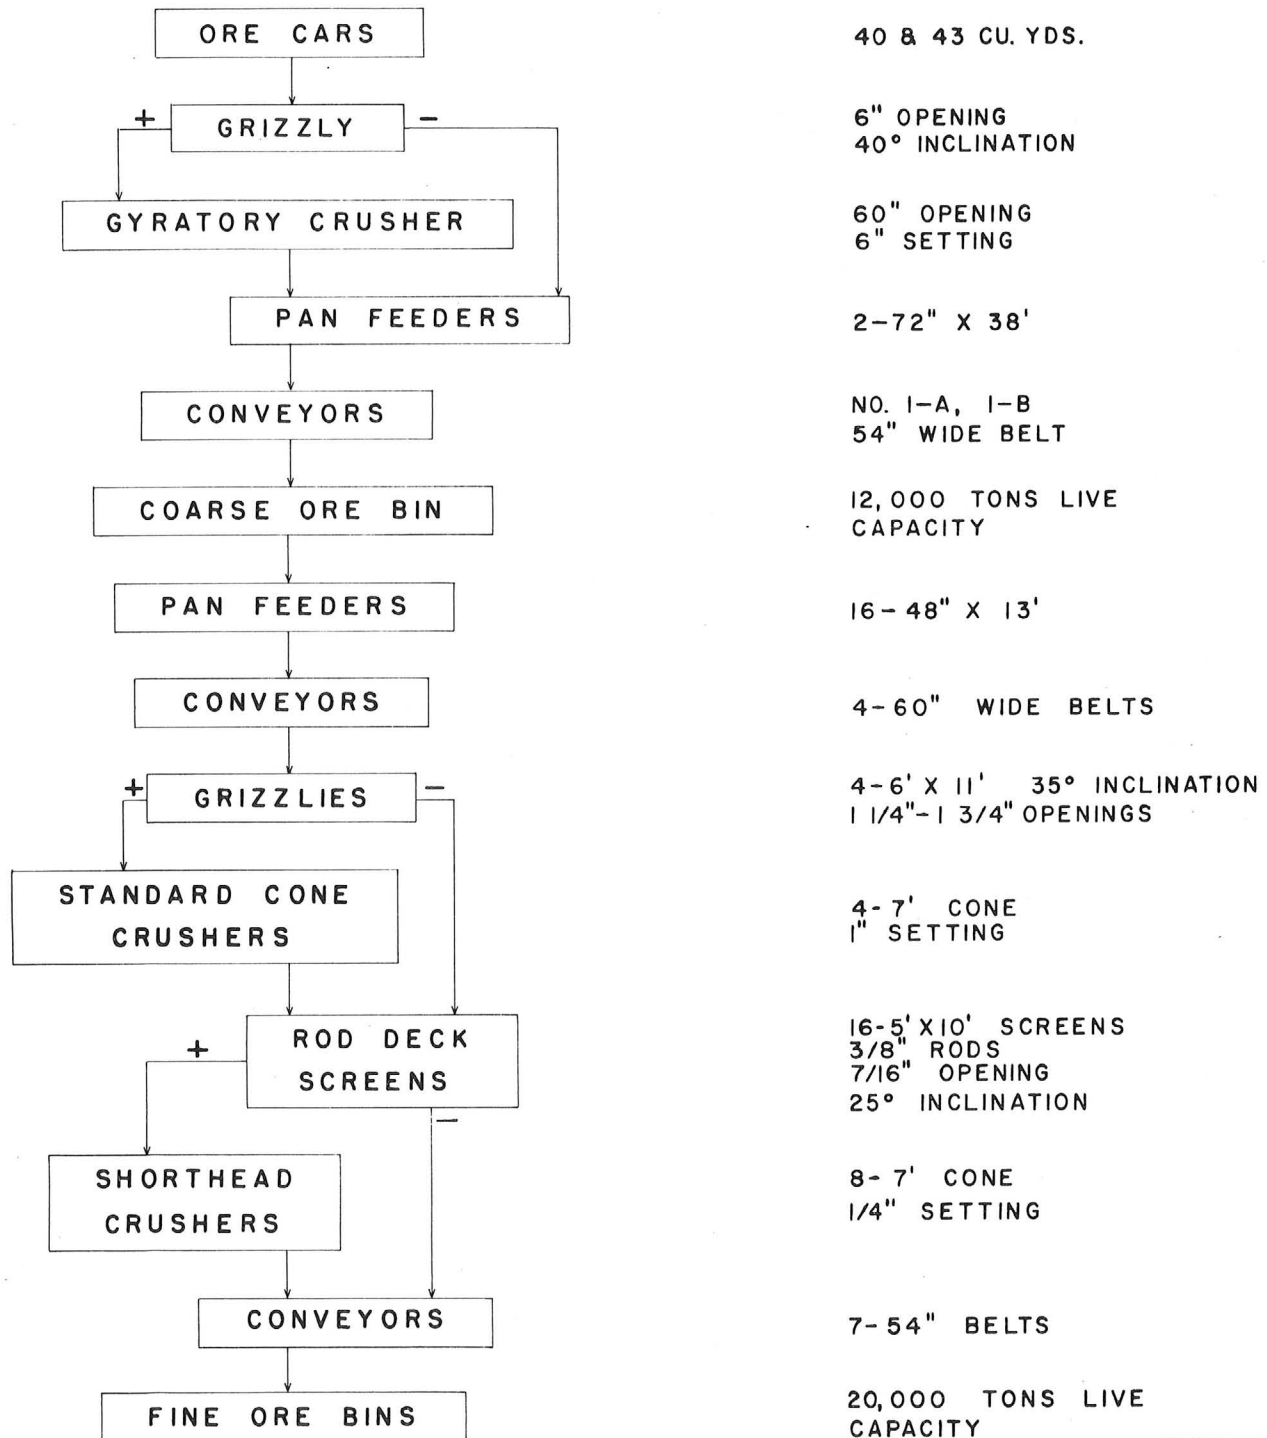 ORE CARS
40 & 43 CU. YDS.
+
GRIZZLY
-
6" OPENING
40° INCLINATION
GYRATORY CRUSHER
60" OPENING
6" SETTING
PAN FEEDERS
2-72" X 38'
CONVEYORS
NO. 1-A, 1-B
54" WIDE BELT
COARSE ORE BIN
12,000 TONS LIVE
CAPACITY
PAN FEEDERS
16-48" X 13'
CONVEYORS
4-60" WIDE BELTS
+
GRIZZLIES
-
4-6' X 11' 35° INCLINATION
1 1/4"-1 3/4" OPENINGS
STANDARD CONE
CRUSHERS
4-7' CONE
1" SETTING
+
ROD DECK
SCREENS
-
16-5' X 10' SCREENS
3/8" RODS
7/16" OPENING
25° INCLINATION
SHORTHEAD
CRUSHERS
8-7' CONE
1/4" SETTING
CONVEYORS
7-54" BELTS
FINE ORE BINS
20,000 TONS LIVE
CAPACITY